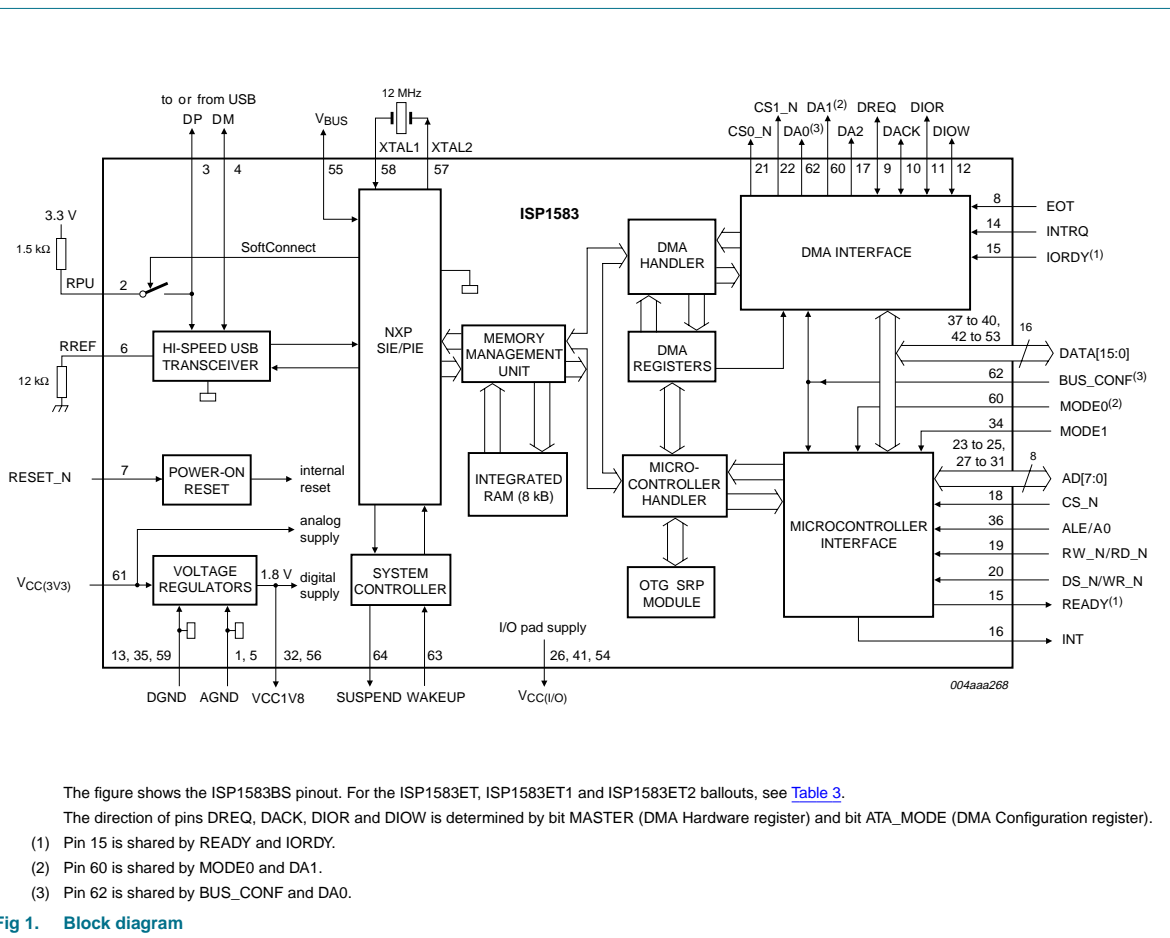 to or from USB
DP DM
VBUS
12 MHz
XTAL1 XTAL2
CS1_N DA1(2) DREQ DIOR
CS0_N DA0(3) DA2 DACK DIOW
3 4 55 58 57 21 22 62 60 17 9 10 11 12
ISP1583
3.3 V
1.5 kΩ
RPU 2
SoftConnect
RREF 6
12 kΩ
HI-SPEED USB
TRANSCEIVER
NXP
SIE/PIE
MEMORY
MANAGEMENT
UNIT
INTEGRATED
RAM (8 kB)
DMA
HANDLER
DMA
REGISTERS
MICRO-
CONTROLLER
HANDLER
OTG SRP
MODULE
DMA INTERFACE
MICROCONTROLLER
INTERFACE
8 EOT
14 INTRQ
15 IORDY(1)
37 to 40,
42 to 53
16
DATA[15:0]
62 BUS_CONF(3)
60 MODE0(2)
34 MODE1
23 to 25,
27 to 31
8
AD[7:0]
18 CS_N
36 ALE/A0
19 RW_N/RD_N
20 DS_N/WR_N
15 READY(1)
16 INT
RESET_N 7
POWER-ON
RESET
internal
reset
analog
supply
VCC(3V3) 61
VOLTAGE
REGULATORS
1.8 V
digital
supply
SYSTEM
CONTROLLER
I/O pad supply
13, 35, 59 1, 5 32, 56 64 63 26, 41, 54
DGND AGND VCC1V8 SUSPEND WAKEUP VCC(I/O)
004aaa268
The figure shows the ISP1583BS pinout. For the ISP1583ET, ISP1583ET1 and ISP1583ET2 ballouts, see Table 3.
The direction of pins DREQ, DACK, DIOR and DIOW is determined by bit MASTER (DMA Hardware register) and bit ATA_MODE (DMA Configuration register).
(1) Pin 15 is shared by READY and IORDY.
(2) Pin 60 is shared by MODE0 and DA1.
(3) Pin 62 is shared by BUS_CONF and DA0.
Fig 1. Block diagram